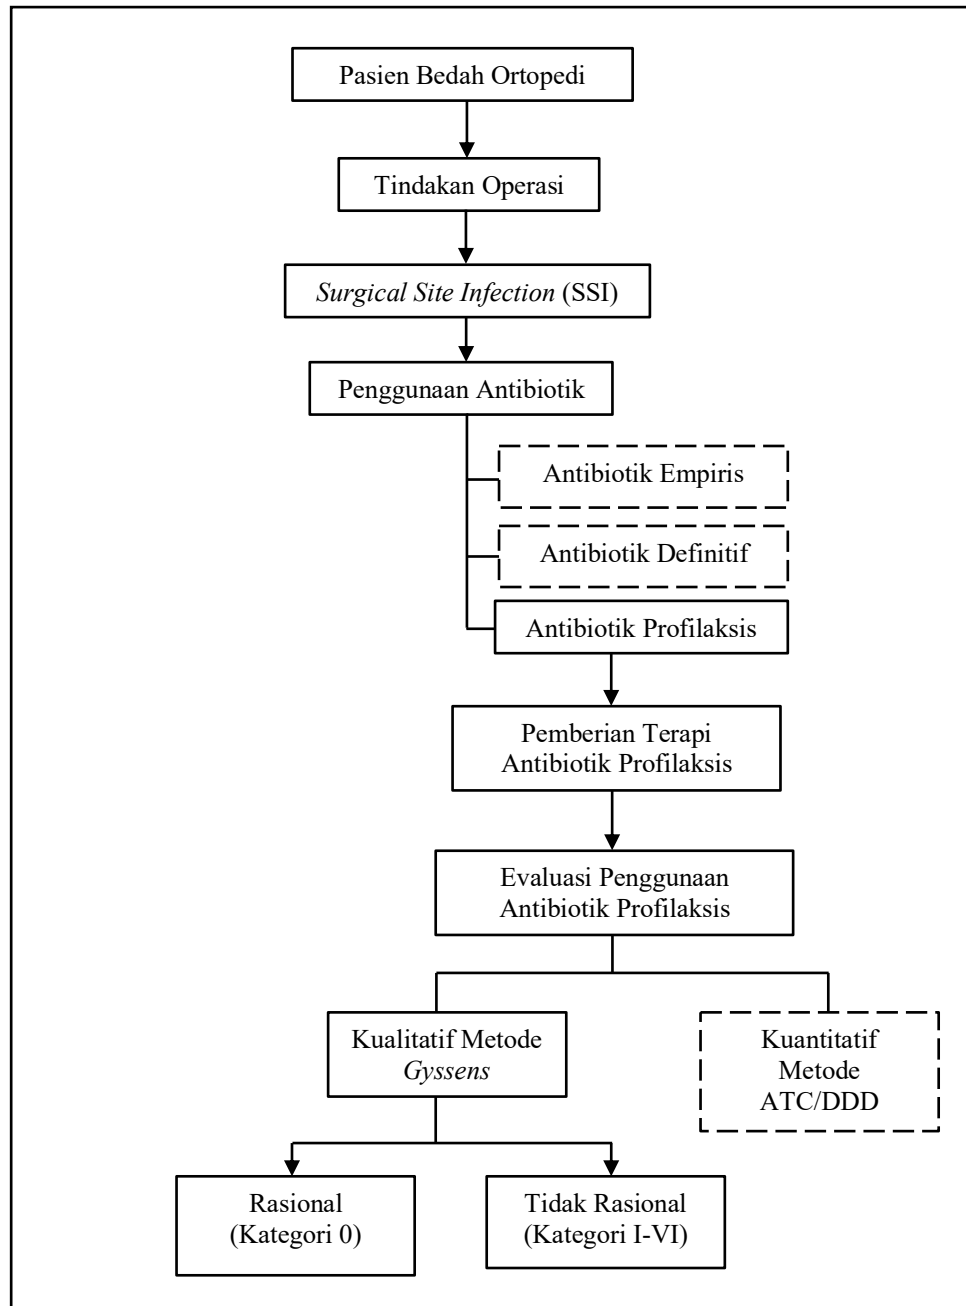 Pasien Bedah Ortopedi
Tindakan Operasi
Surgical Site Infection (SSI)
Penggunaan Antibiotik
Antibiotik Empiris
Antibiotik Definitif
Antibiotik Profilaksis
Pemberian Terapi
Antibiotik Profilaksis
Evaluasi Penggunaan
Antibiotik Profilaksis
Kualitatif Metode
Gyssens
Kuantitatif
Metode
ATC/DDD
Rasional
(Kategori 0)
Tidak Rasional
(Kategori I-VI)